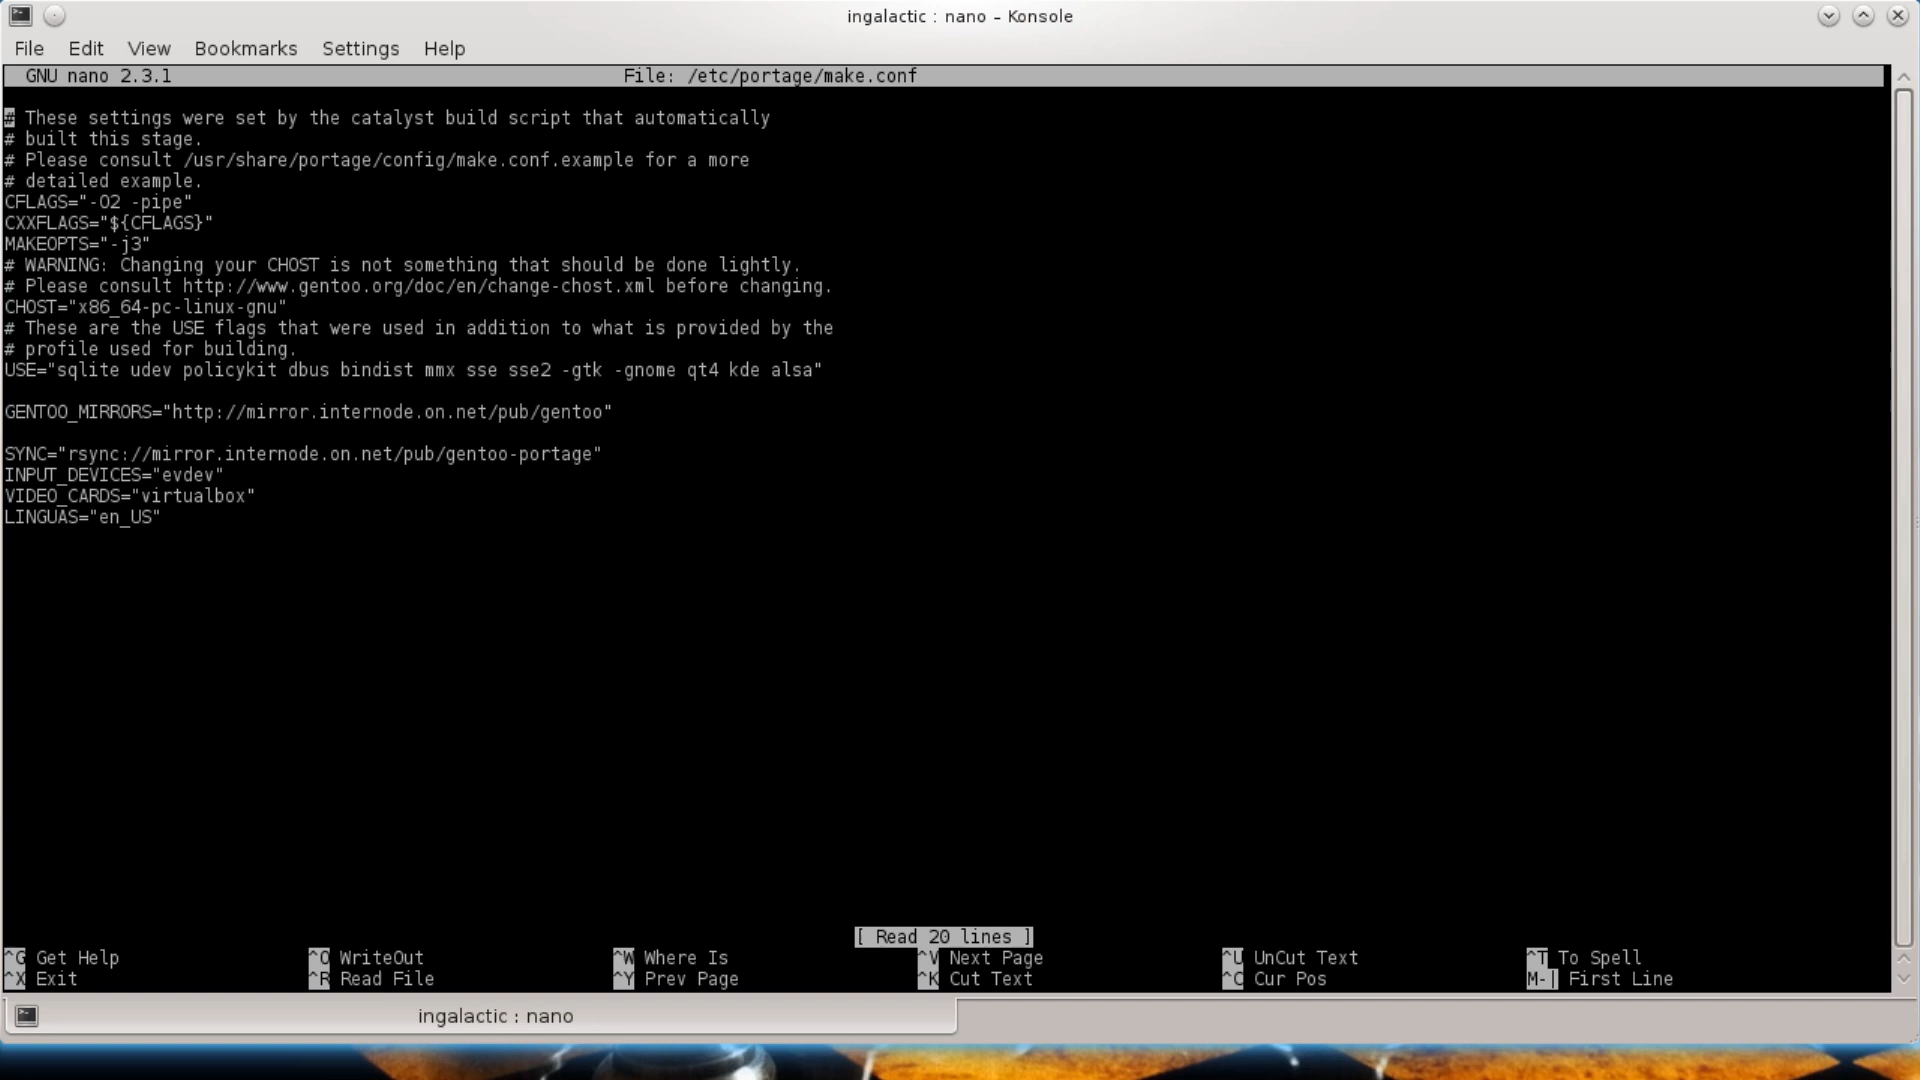 ingalactic : nano – Konsole
File Edit View Bookmarks Settings Help
GNU nano 2.3.1 File: /etc/portage/make.conf
# These settings were set by the catalyst build script that automatically
# built this stage.
# Please consult /usr/share/portage/config/make.conf.example for a more
# detailed example.
CFLAGS="-O2 -pipe"
CXXFLAGS="${CFLAGS}"
MAKEOPTS="-j3"
# WARNING: Changing your CHOST is not something that should be done lightly.
# Please consult http://www.gentoo.org/doc/en/change-chost.xml before changing.
CHOST="x86_64-pc-linux-gnu"
# These are the USE flags that were used in addition to what is provided by the
# profile used for building.
USE="sqlite udev policykit dbus bindist mmx sse sse2 -gtk -gnome qt4 kde alsa"
GENTOO_MIRRORS="http://mirror.internode.on.net/pub/gentoo"
SYNC="rsync://mirror.internode.on.net/pub/gentoo-portage"
INPUT_DEVICES="evdev"
VIDEO_CARDS="virtualbox"
LINGUAS="en_US"
[ Read 20 lines ]
^G Get Help ^O WriteOut ^W Where Is ^V Next Page ^U UnCut Text ^T To Spell
^X Exit ^R Read File ^Y Prev Page ^K Cut Text ^C Cur Pos M-| First Line
ingalactic : nano